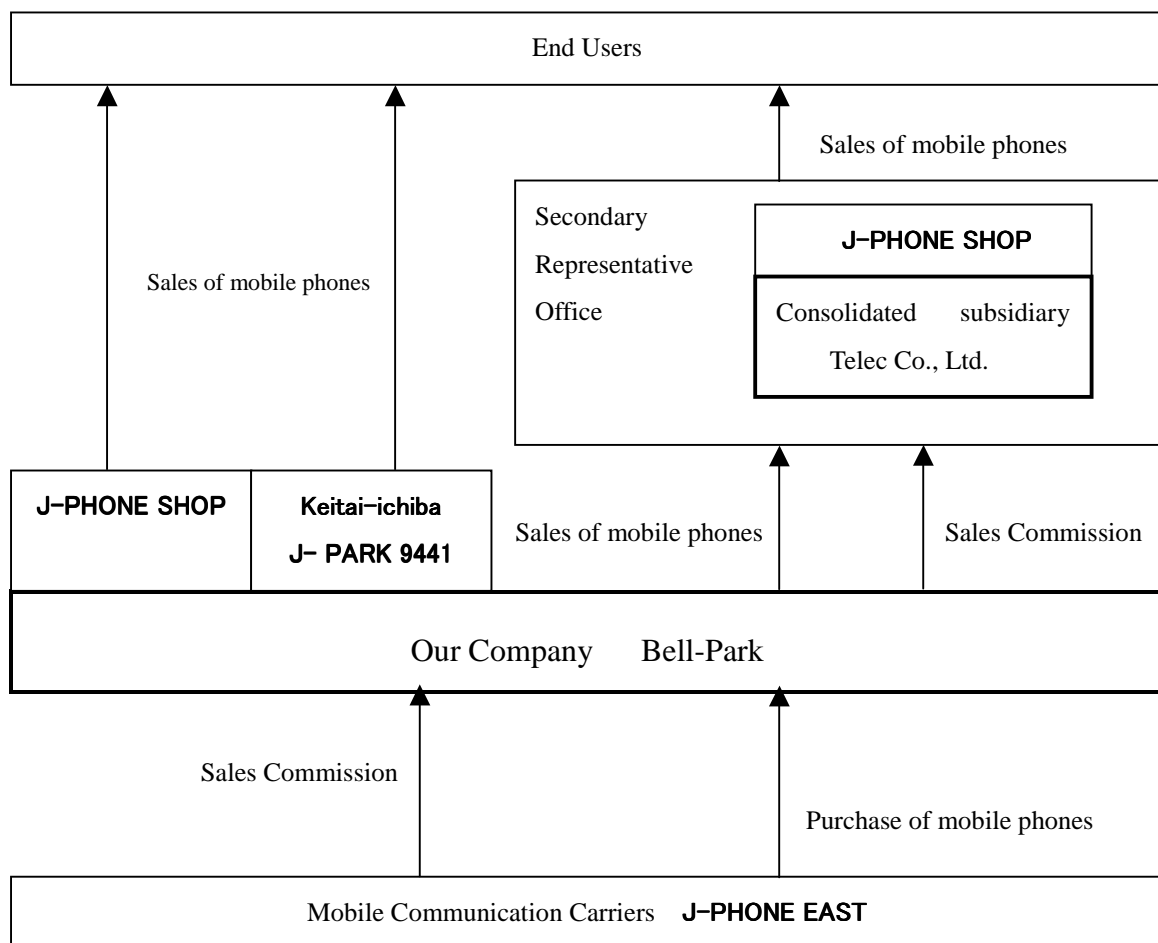 End Users
Sales of mobile phones
Secondary
Representative
Office
J-PHONE SHOP
Consolidated subsidiary
Telec Co., Ltd.
Sales of mobile phones
J-PHONE SHOP
Keitai-ichiba
J- PARK 9441
Sales of mobile phones
Sales Commission
Our Company Bell-Park
Sales Commission
Purchase of mobile phones
Mobile Communication Carriers J-PHONE EAST